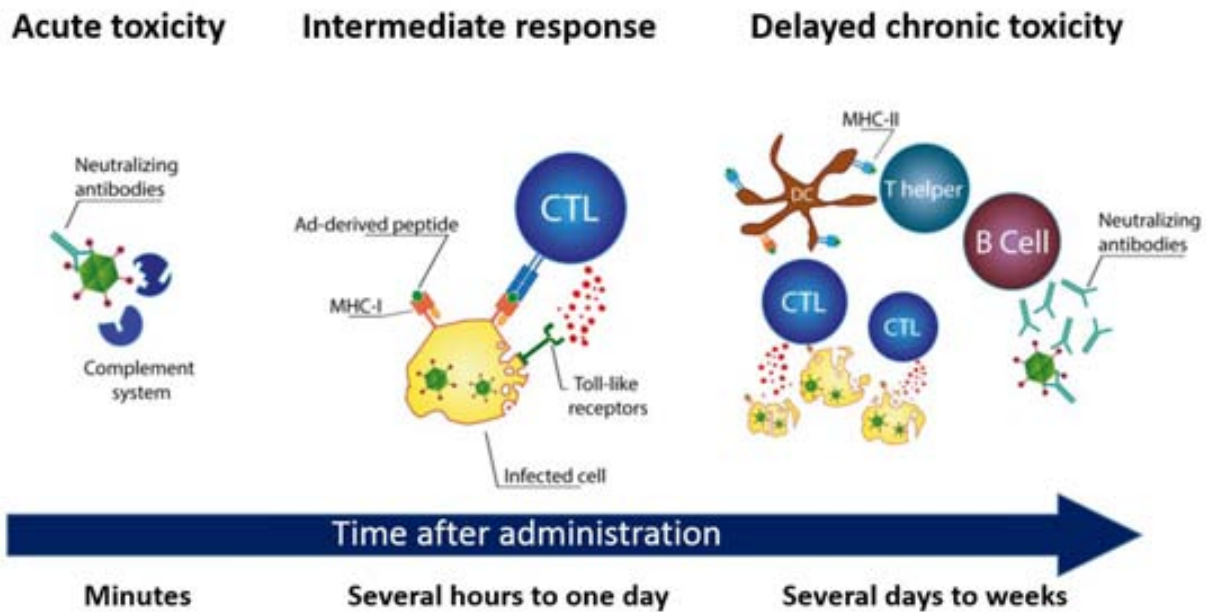 Acute toxicity
Intermediate response
Delayed chronic toxicity
Neutralizing
antibodies
Complement
system
Ad-derived peptide
MHC-I
CTL
Toll-like
receptors
Infected cell
MHC-II
DC
T helper
B Cell
CTL
CTL
Neutralizing
antibodies
Time after administration
Minutes
Several hours to one day
Several days to weeks